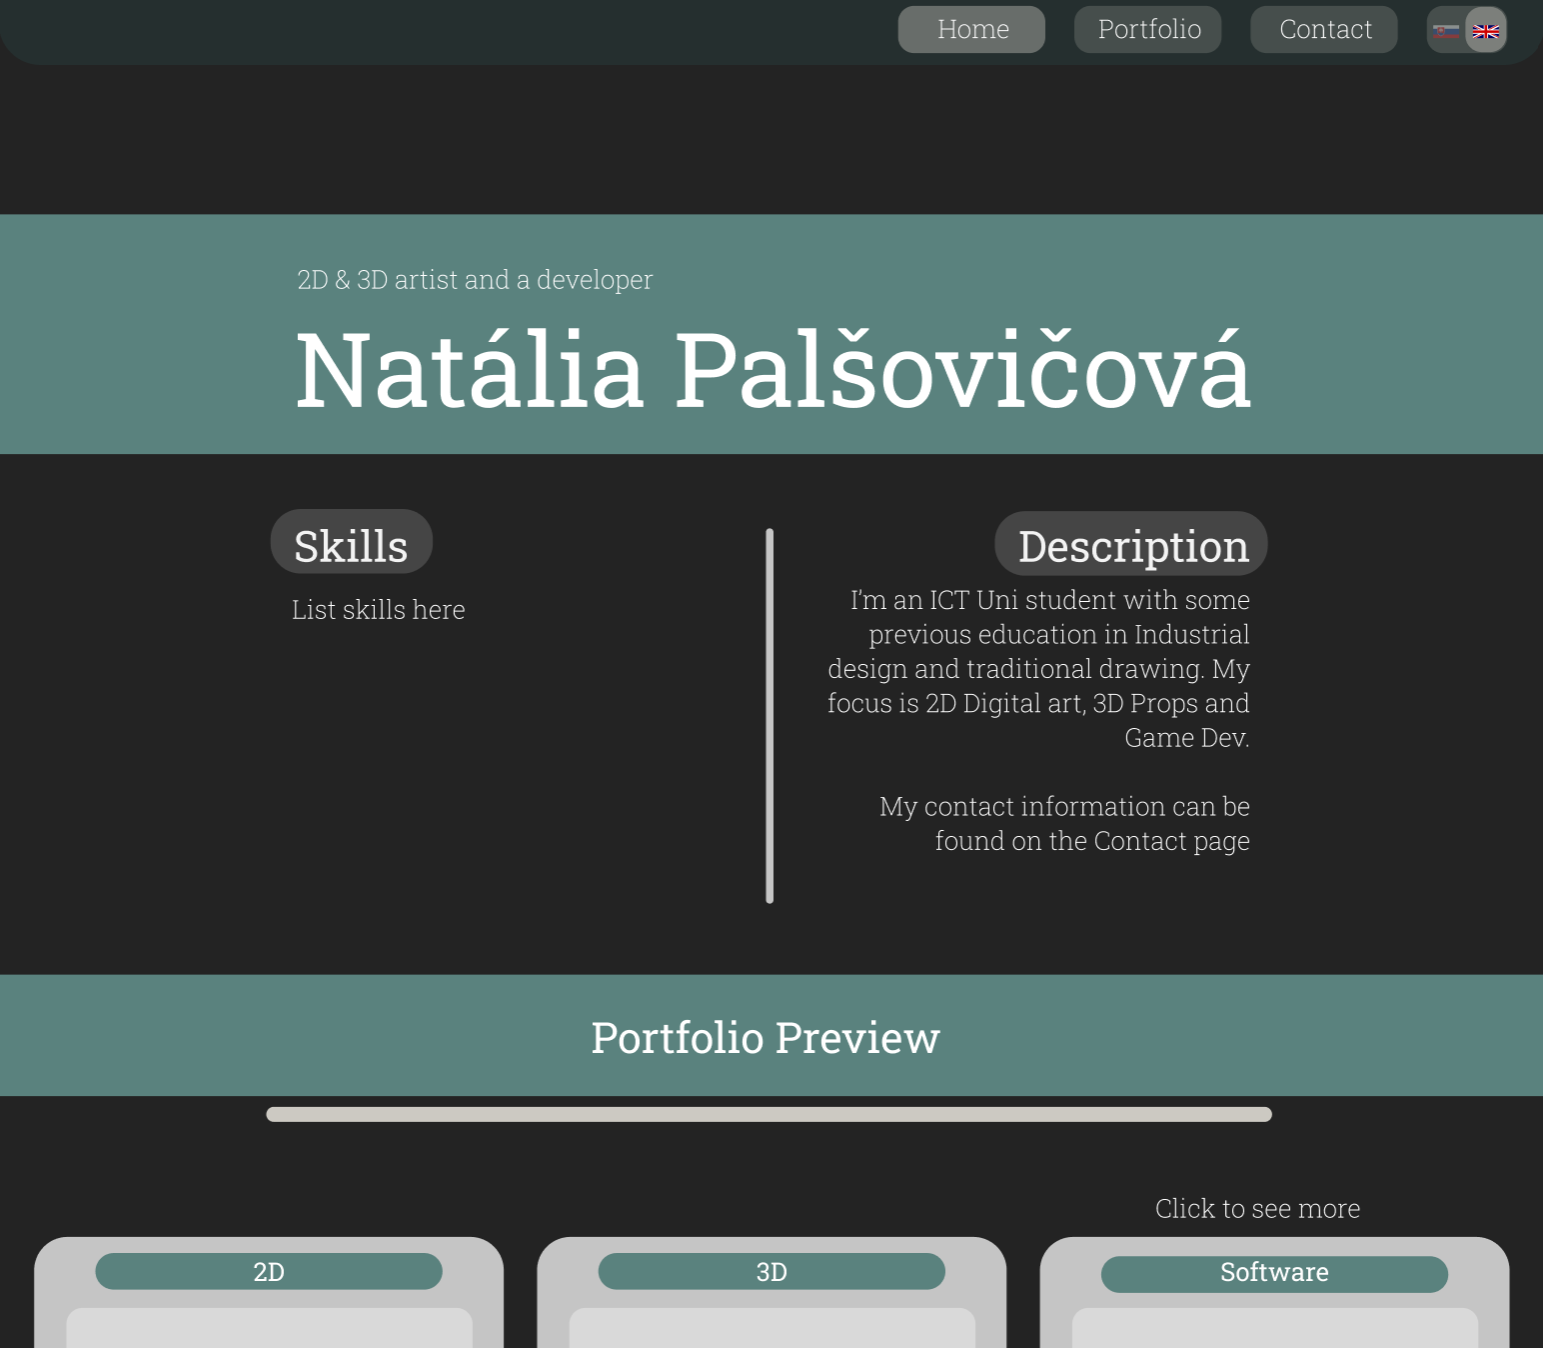 Home
Portfolio
Contact
2D & 3D artist and a developer
Natália Palšovičová
Skills
List skills here
Description
I'm an ICT Uni student with some
previous education in Industrial
design and traditional drawing. My
focus is 2D Digital art, 3D Props and
Game Dev.
My contact information can be
found on the Contact page
Portfolio Preview
Click to see more
2D
3D
Software